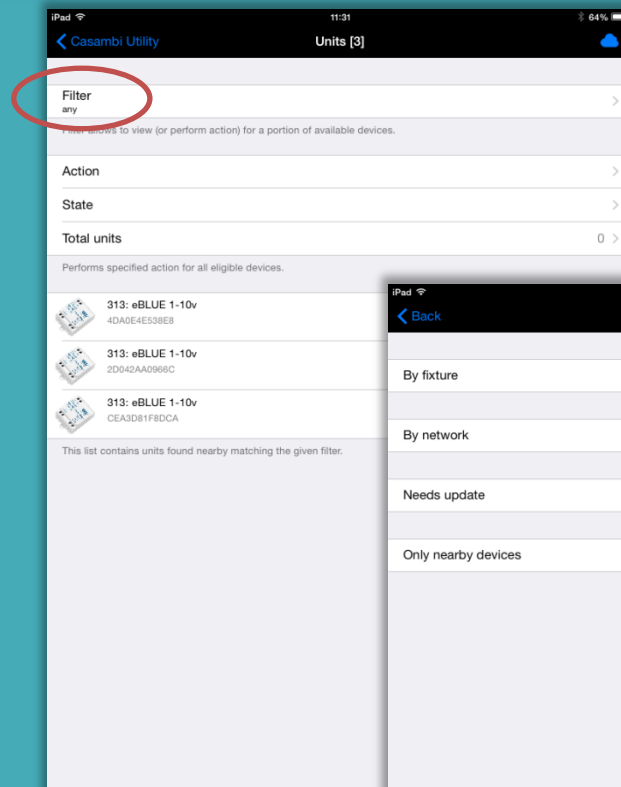 iPad 11:31 64%
Casambi Utility Units [3]
Filter
any
Filter allows to view (or perform action) for a portion of available devices.
Action
State
Total units 0
Performs specified action for all eligible devices.
313: eBLUE 1-10v
4DA0E4E538E8
313: eBLUE 1-10v
2D042AA0966C
313: eBLUE 1-10v
CEA3D81F8DCA
This list contains units found nearby matching the given filter.
iPad
Back
By fixture
By network
Needs update
Only nearby devices